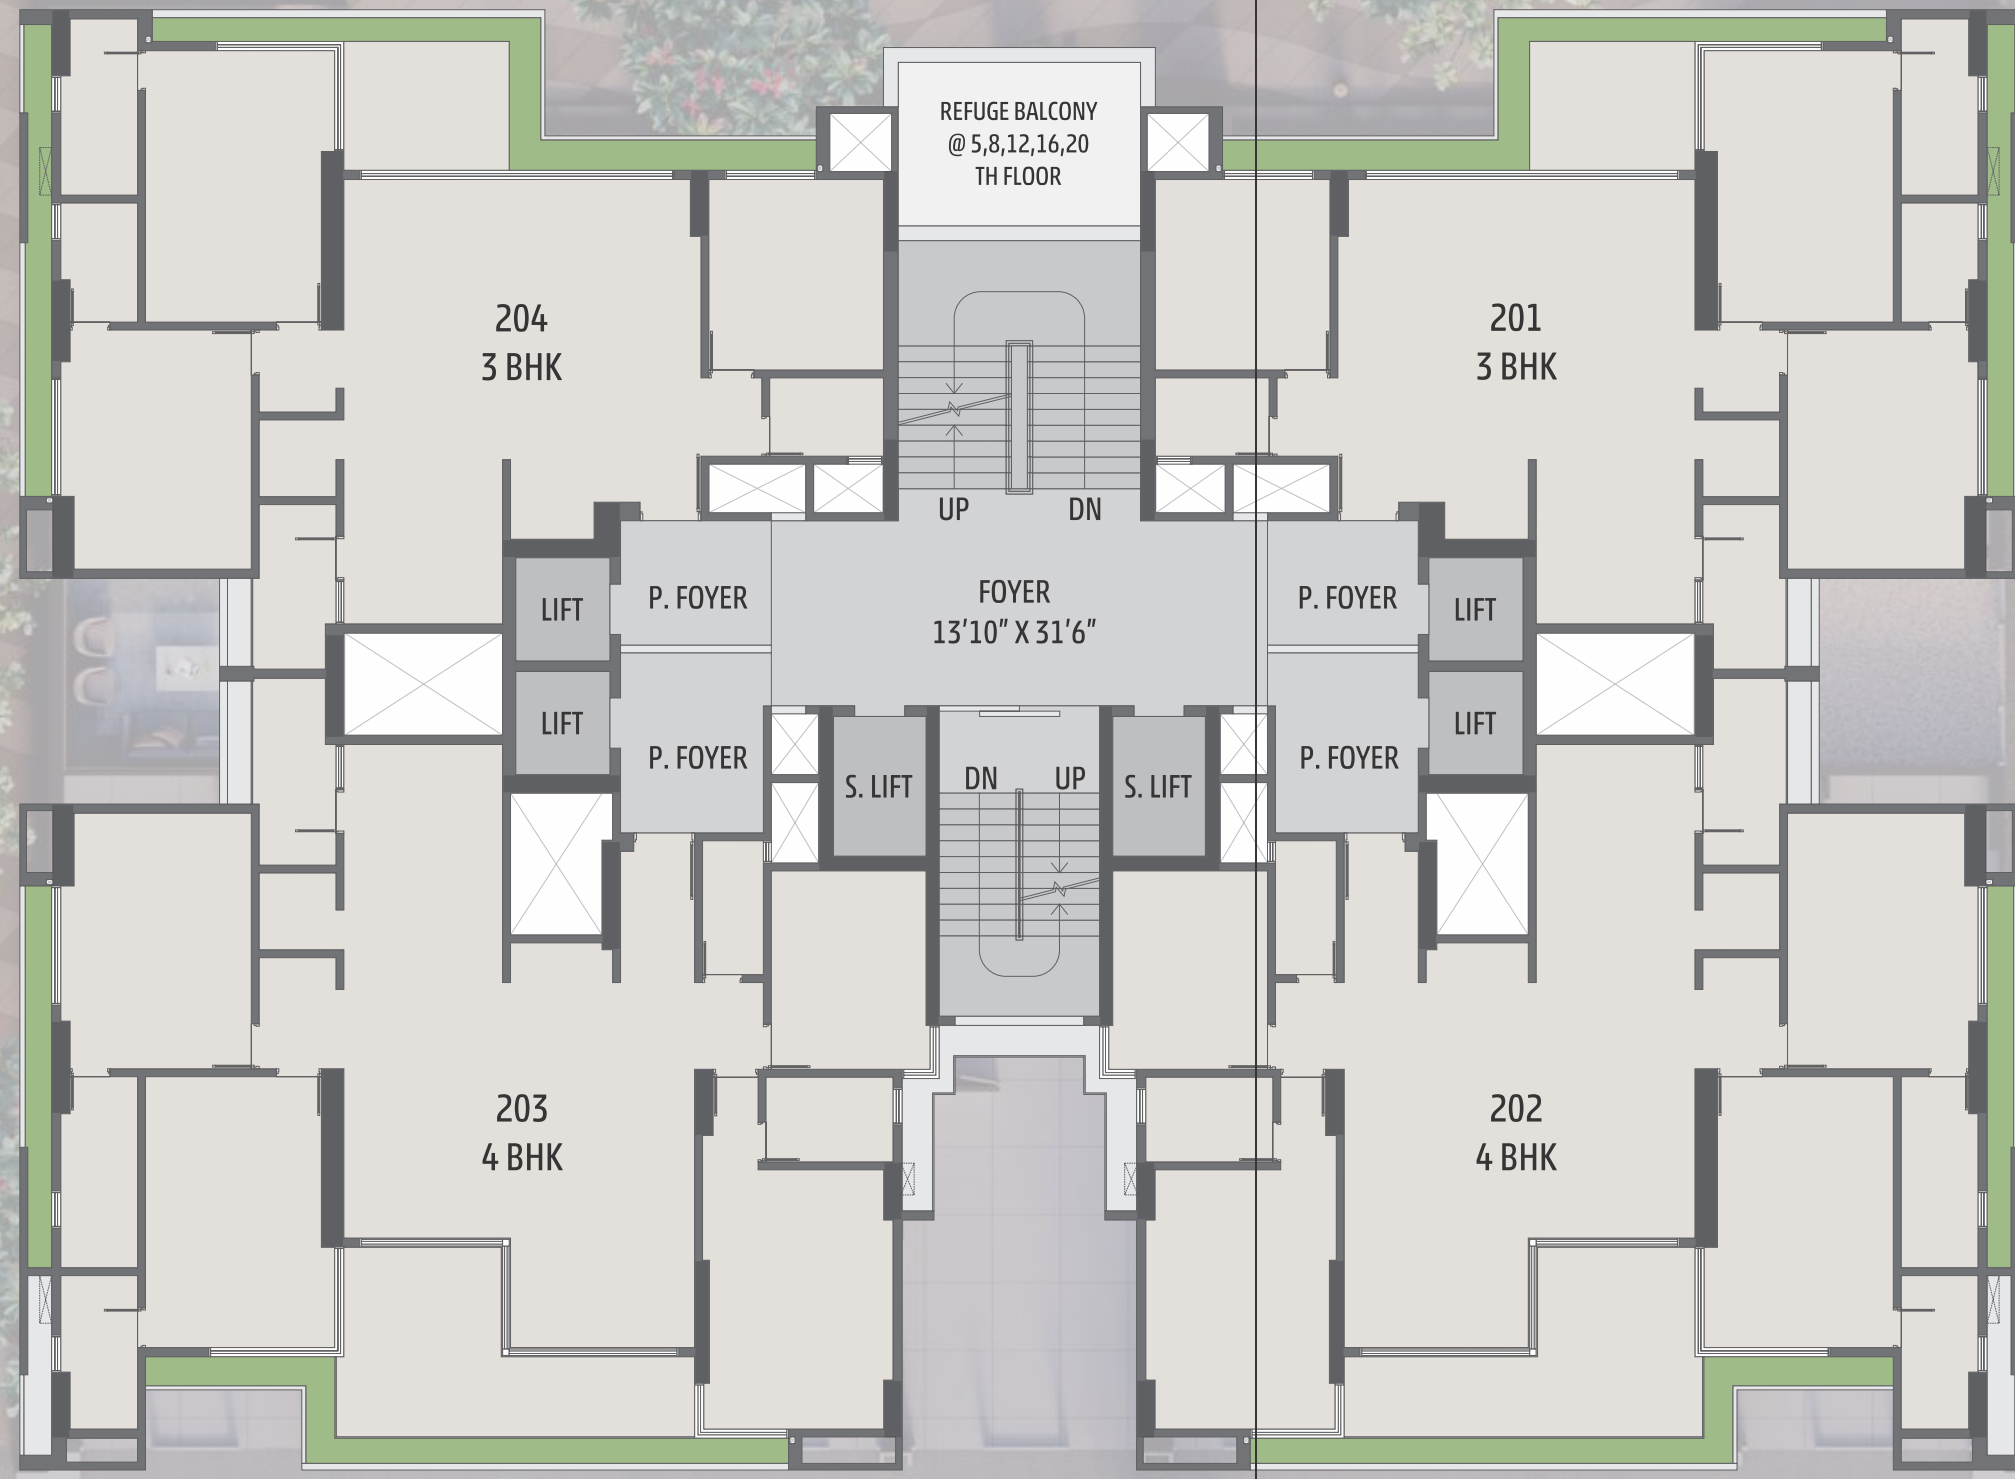 REFUGE BALCONY
@ 5,8,12,16,20
TH FLOOR
204
3 BHK
201
3 BHK
UP
DN
LIFT
P. FOYER
FOYER
13'10" X 31'6"
P. FOYER
LIFT
LIFT
P. FOYER
S. LIFT
DN
UP
S. LIFT
P. FOYER
LIFT
203
4 BHK
202
4 BHK